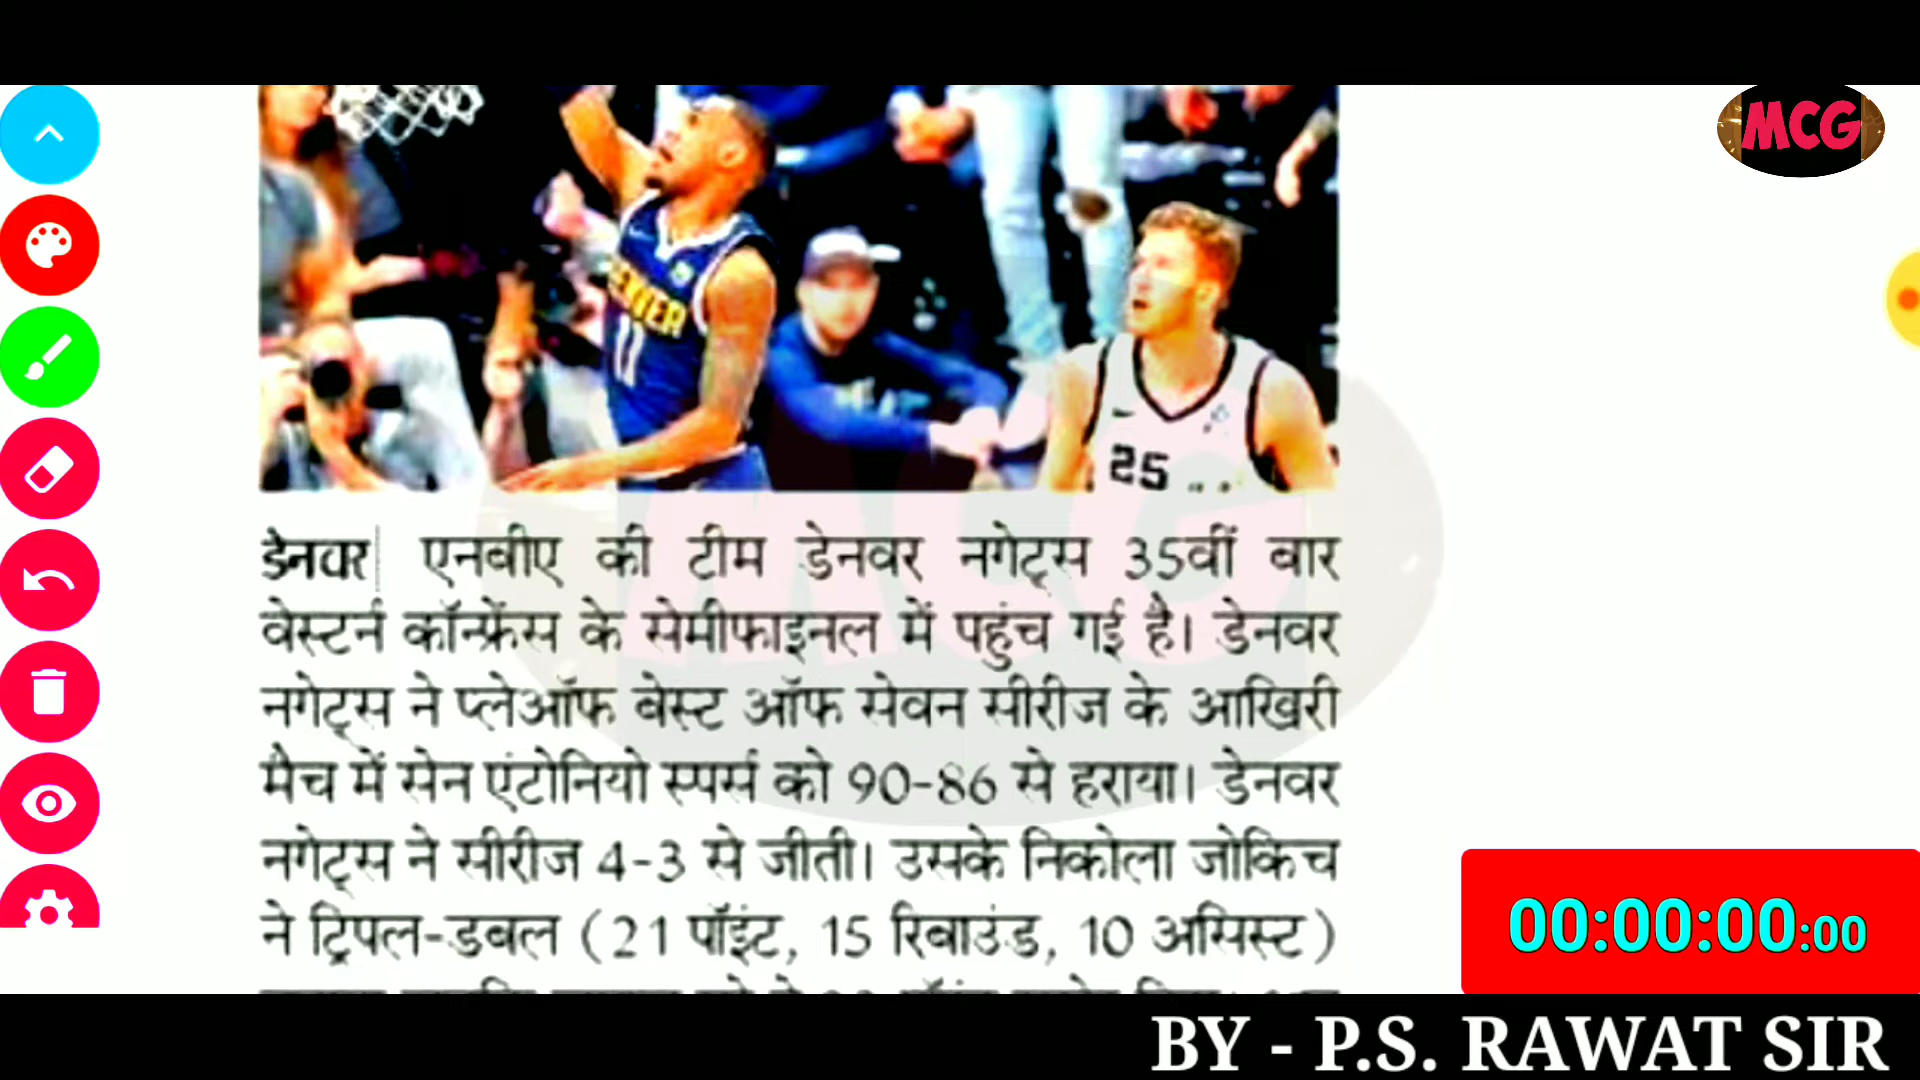 MCG
DENVER
11
25
डेनवर| एनबीए की टीम डेनवर नगेट्स 35वीं बार
वेस्टर्न कॉन्फ्रेंस के सेमीफाइनल में पहुंच गई है। डेनवर
नगेट्स ने प्लेऑफ बेस्ट ऑफ सेवन सीरीज के आखिरी
मैच में सेन एंटोनियो स्पर्स को 90-86 से हराया। डेनवर
नगेट्स ने सीरीज 4-3 से जीती। उसके निकोला जोकिच
ने ट्रिपल-डबल (21 पॉइंट, 15 रिबाउंड, 10 असिस्ट)
00:00:00:00
BY - P.S. RAWAT SIR